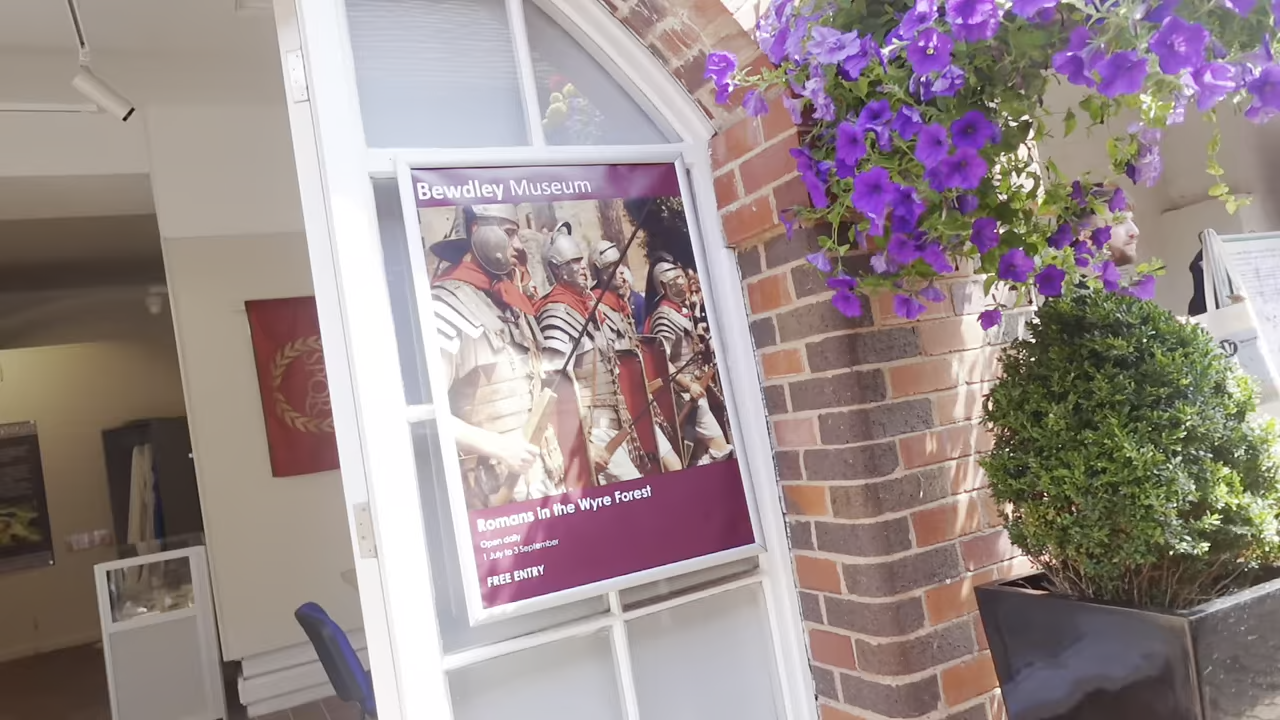 Bewdley Museum
Romans in the Wyre Forest
Open daily
1 July to 3 September
FREE ENTRY